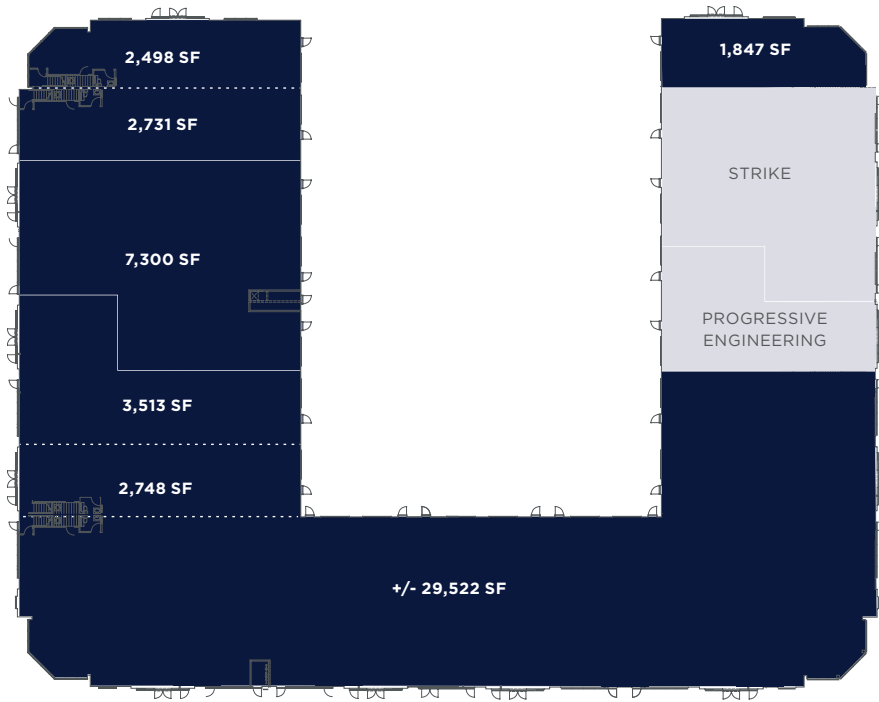 2,498 SF
1,847 SF
2,731 SF
STRIKE
7,300 SF
PROGRESSIVE
ENGINEERING
3,513 SF
2,748 SF
+/- 29,522 SF